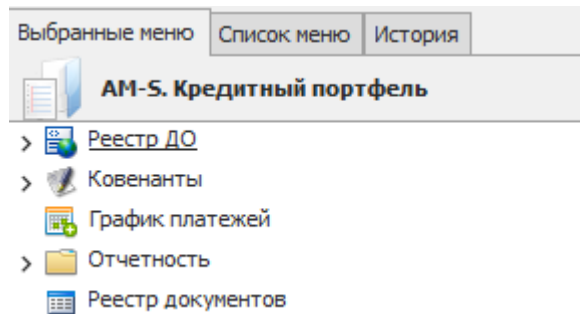 Выбранные меню Список меню История
AM-S. Кредитный портфель
Реестр ДО
Ковенанты
График платежей
Отчетность
Реестр документов